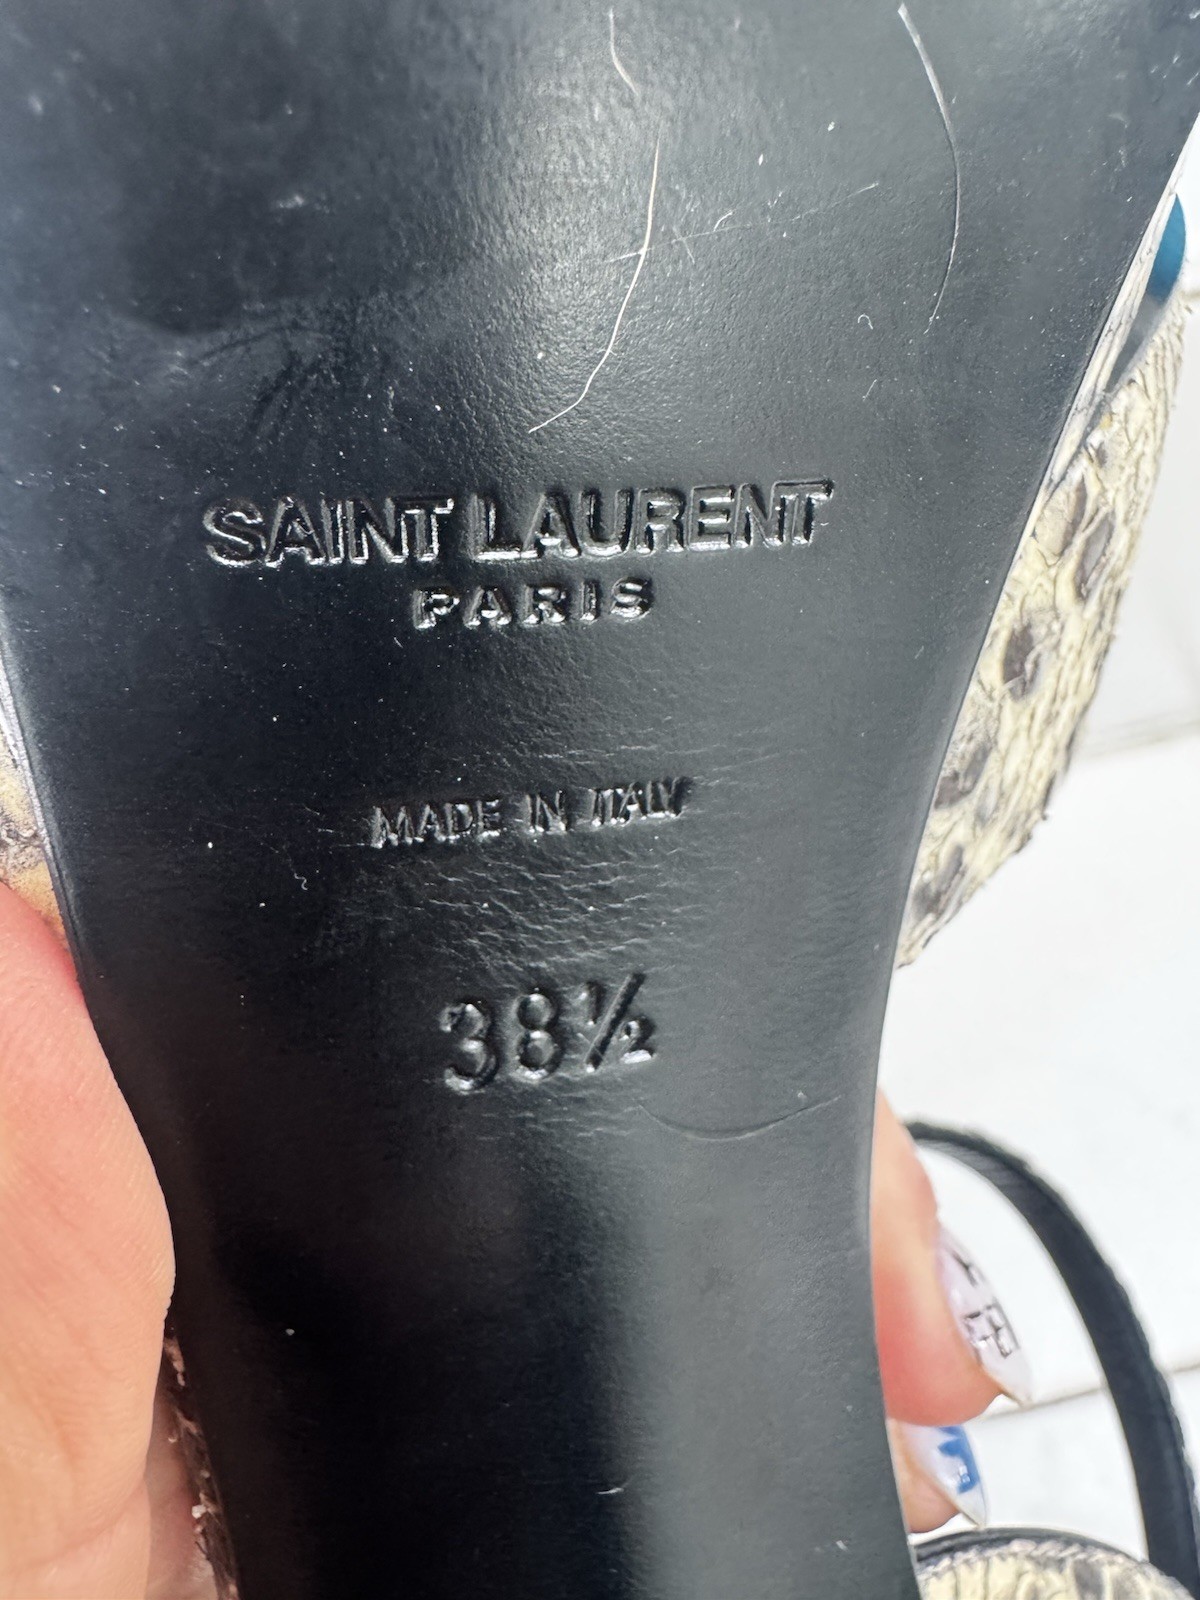 SAINT LAURENT
PARIS
MADE IN ITALY
38½